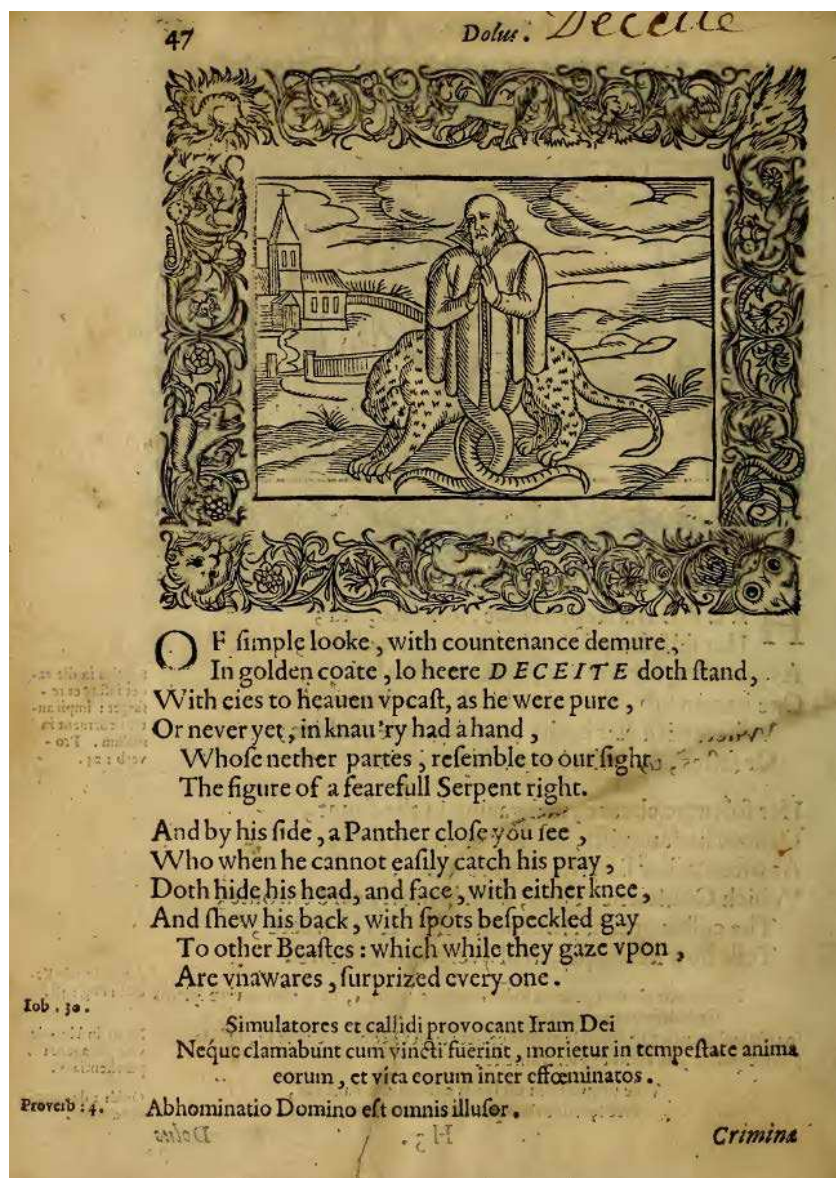 47
Dolus.
Deceite
OF ſimple looke, with countenance demure,
In golden coate, lo heere DECEITE doth ſtand,
With eies to heauen vpcaſt, as he were pure,
Or never yet, in knau'ry had a hand,
Whoſe nether partes, reſemble to our ſight
The figure of a fearefull Serpent right.
And by his ſide, a Panther cloſe you ſee,
Who when he cannot eaſily catch his pray,
Doth hide his head, and face, with either knee,
And ſhew his back, with ſpots beſpeckled gay
To other Beaſtes: which while they gaze vpon,
Are vnawares, ſurprized every one.
Iob. 30.
Simulatores et callidi provocant Iram Dei
Neque clamabunt cum vincti fuerint, morietur in tempeſtate anima
eorum, et vita eorum inter effœminatos.
Proverb: 4.
Abhominatio Domino eſt omnis illuſor.
Crimina